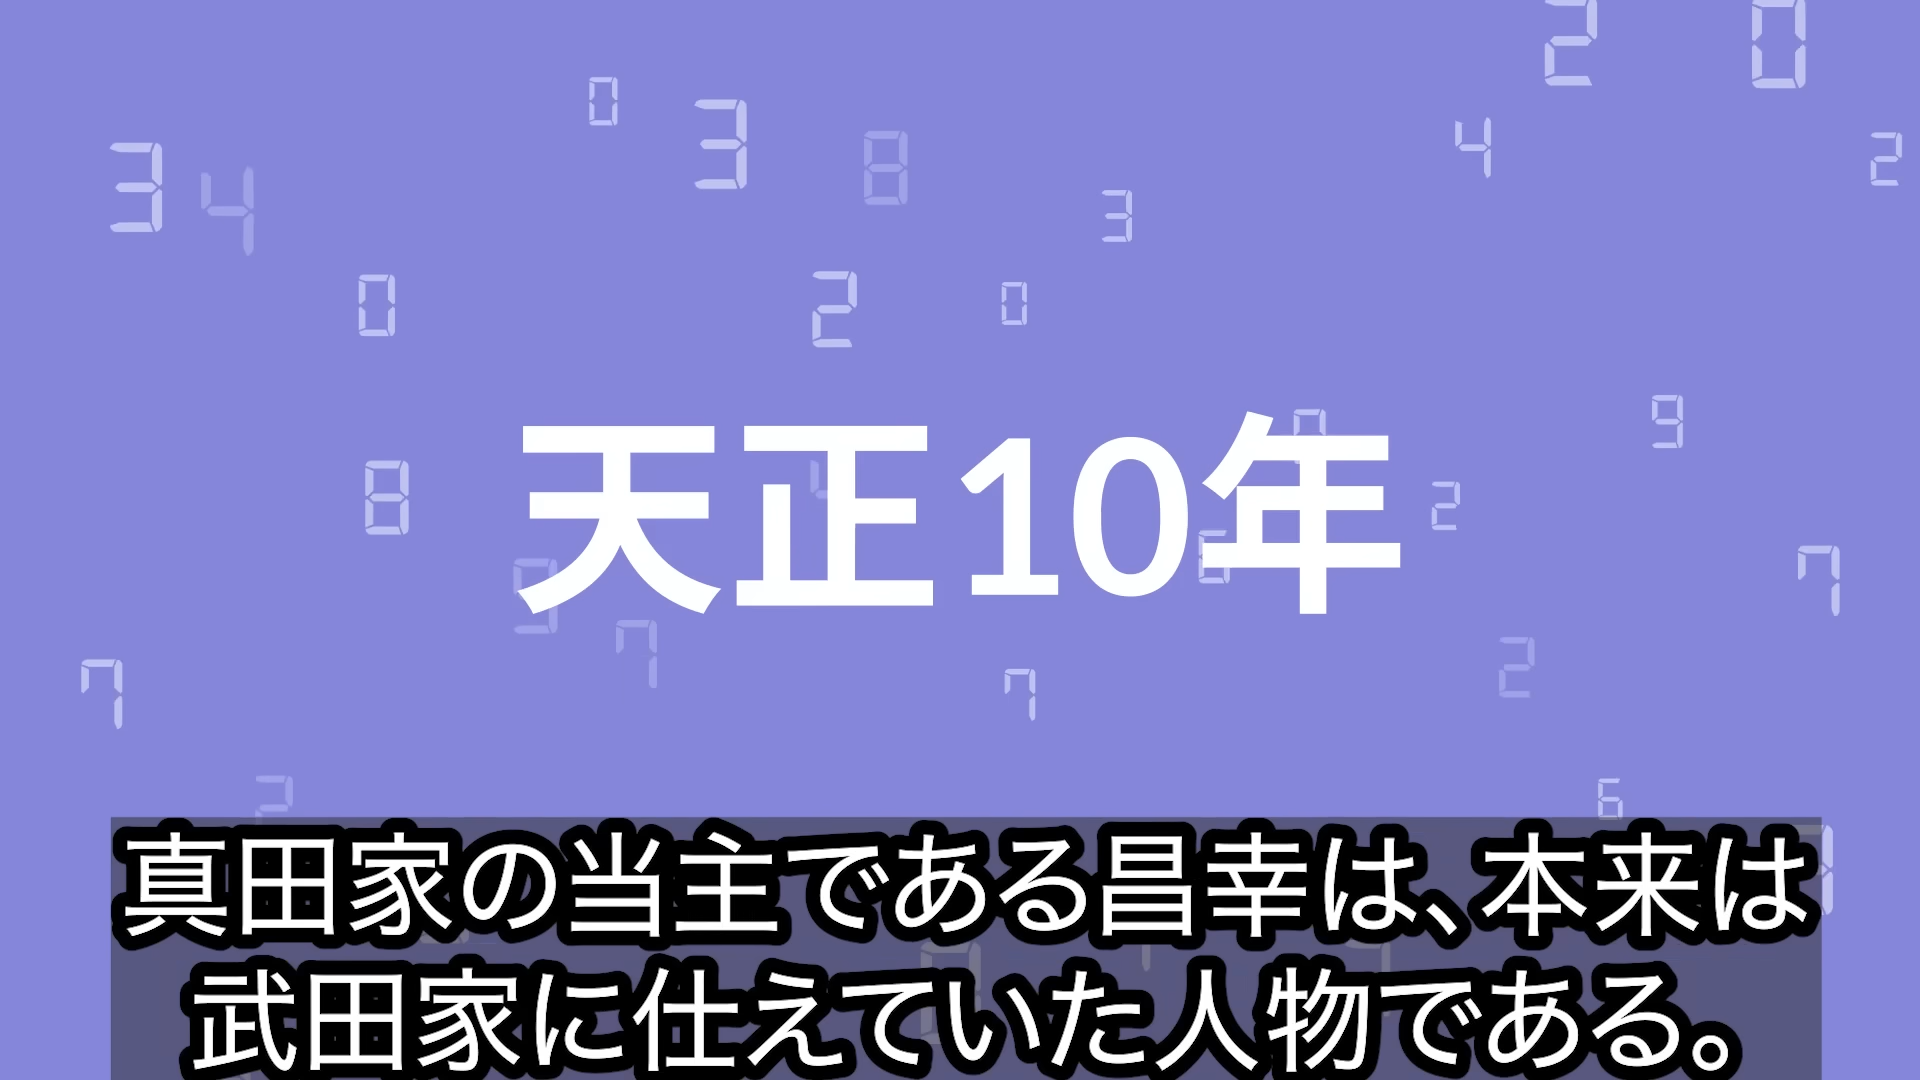 天正10年
真田家の当主である昌幸は、本来は
武田家に仕えていた人物である。